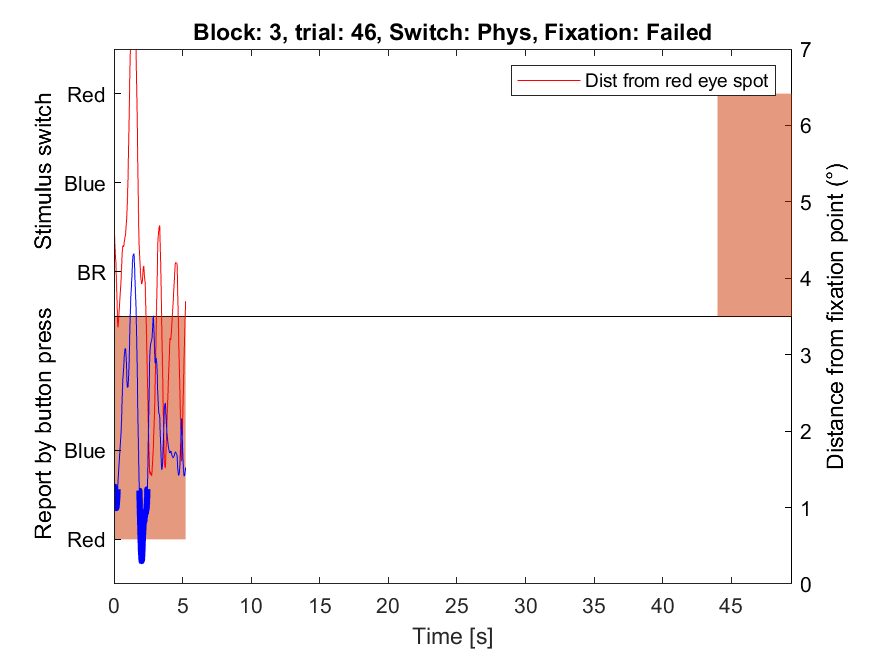 Block: 3, trial: 46, Switch: Phys, Fixation: Failed
Dist from red eye spot
Stimulus switch
Red
Blue
BR
Report by button press
Blue
Red
7
6
5
4
3
2
1
0
Distance from fixation point (°)
0 5 10 15 20 25 30 35 40 45
Time [s]